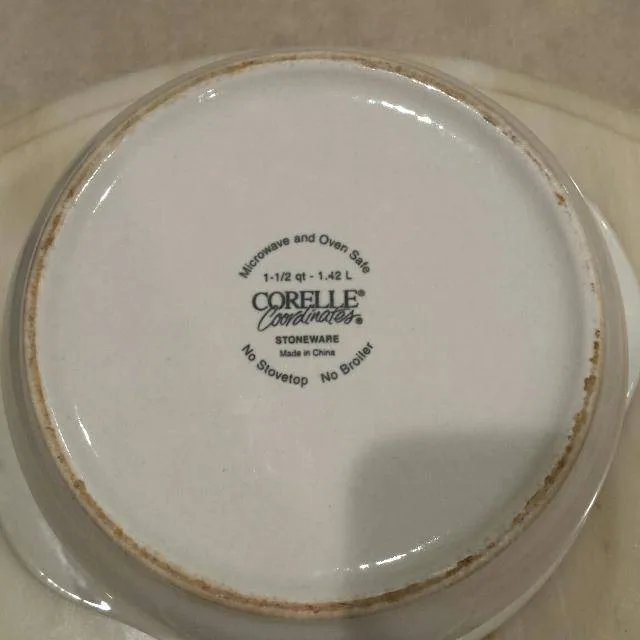 Microwave and Oven Safe
1-1/2 qt - 1.42 L
CORELLE®
Coordinates®
STONEWARE
Made in China
No Stovetop No Broiler